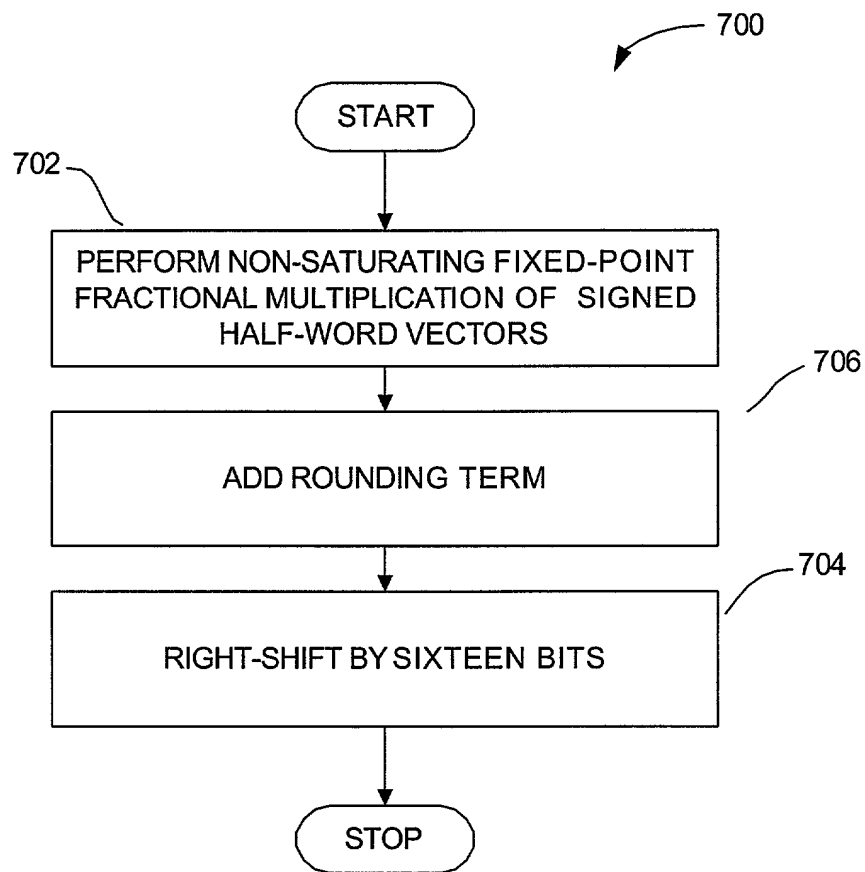 700
START
702
PERFORM NON-SATURATING FIXED-POINT
FRACTIONAL MULTIPLICATION OF SIGNED
HALF-WORD VECTORS
706
ADD ROUNDING TERM
704
RIGHT-SHIFT BY SIXTEEN BITS
STOP